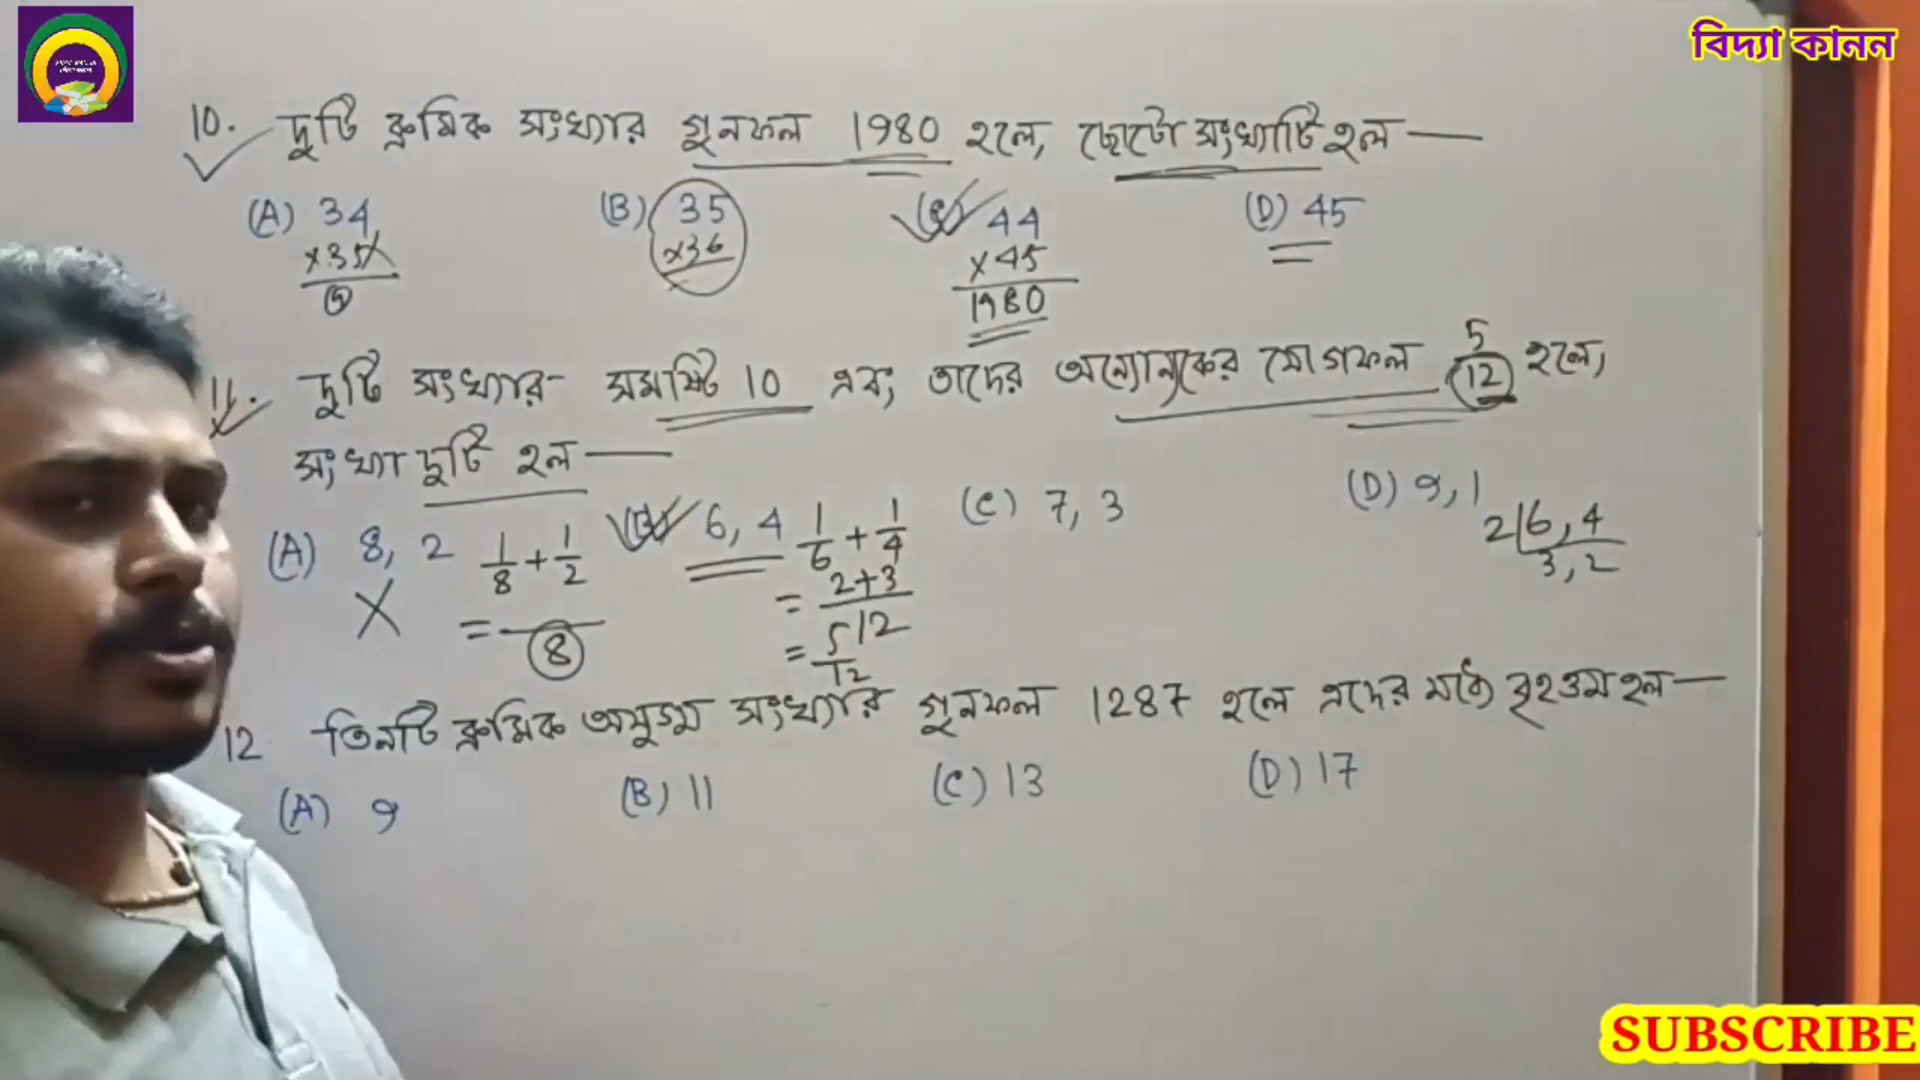 বিদ্যা কানন
10. দুটি ক্রমিক সংখ্যার গুনফল 1980 হলে, ছোটো সংখ্যাটি হল —
(A) 34 (B) 35 (C) 44 (D) 45
×35 ×36 ×45
1980
11. দুটি সংখ্যার সমষ্টি 10 এবং তাদের অন্যোন্যকের যোগফল 5/12 হলে,
সংখ্যা দুটি হল —
(A) 8, 2 1/8 + 1/2 (B) 6, 4 1/6 + 1/4 (C) 7, 3 (D) 9, 1
= 8
= 2+3/12
= 5/12
2 | 6, 4
3, 2
12 তিনটি ক্রমিক অযুগ্ম সংখ্যার গুনফল 1287 হলে এদের মধ্যে বৃহত্তম হল —
(A) 9 (B) 11 (C) 13 (D) 17
SUBSCRIBE